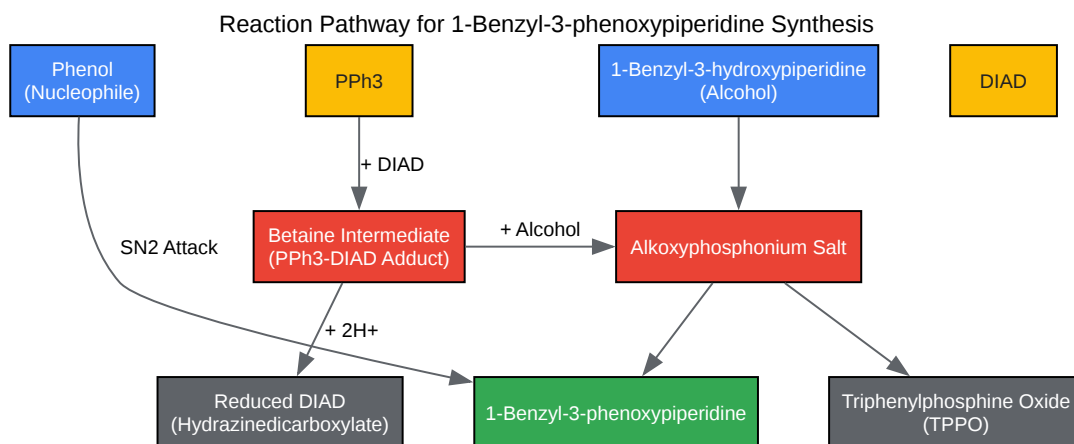 Reaction Pathway for 1-Benzyl-3-phenoxypiperidine Synthesis
Phenol
(Nucleophile)
PPh3
1-Benzyl-3-hydroxypiperidine
(Alcohol)
DIAD
+ DIAD
SN2 Attack
Betaine Intermediate
(PPh3-DIAD Adduct)
+ Alcohol
Alkoxyphosphonium Salt
+ 2H+
Reduced DIAD
(Hydrazinedicarboxylate)
1-Benzyl-3-phenoxypiperidine
Triphenylphosphine Oxide
(TPPO)